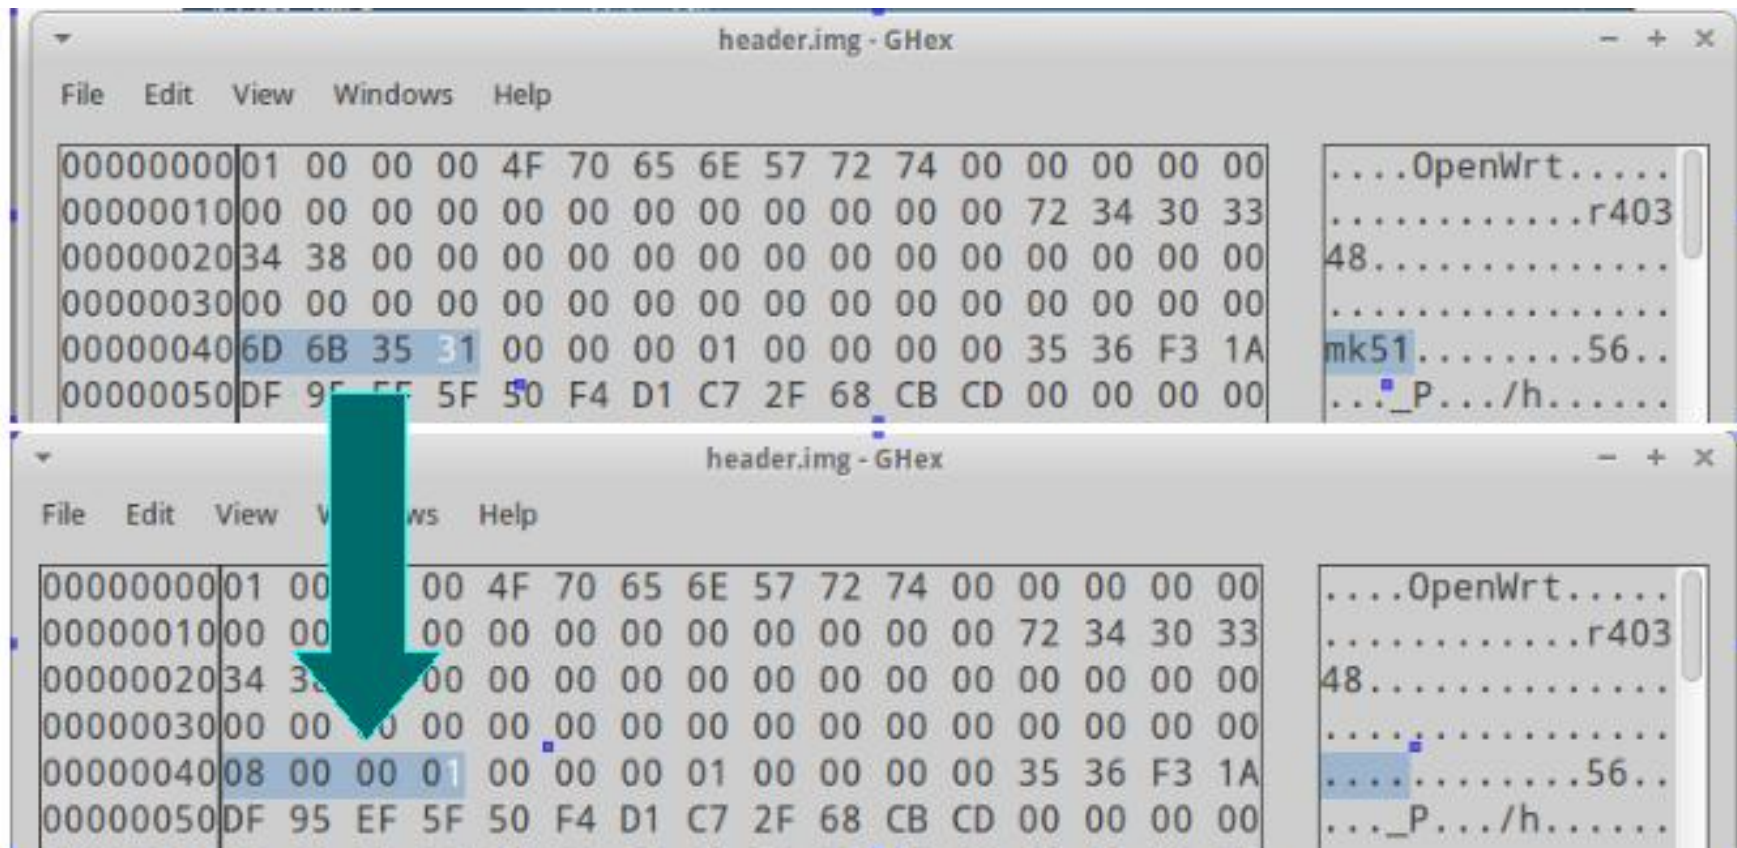 header.img - GHex
File Edit View Windows Help
00000000 01 00 00 00 4F 70 65 6E 57 72 74 00 00 00 00 00 ....OpenWrt.....
00000010 00 00 00 00 00 00 00 00 00 00 00 00 72 34 30 33 ............r403
00000020 34 38 00 00 00 00 00 00 00 00 00 00 00 00 00 00 48..............
00000030 00 00 00 00 00 00 00 00 00 00 00 00 00 00 00 00 ................
00000040 6D 6B 35 31 00 00 00 01 00 00 00 00 35 36 F3 1A mk51........56..
00000050 DF 5F 50 F4 D1 C7 2F 68 CB CD 00 00 00 00 ..._P.../h......
header.img - GHex
File Edit View Help
00000000 01 00 00 4F 70 65 6E 57 72 74 00 00 00 00 00 ....OpenWrt.....
00000010 00 00 00 00 00 00 00 00 00 00 00 72 34 30 33 ............r403
00000020 34 00 00 00 00 00 00 00 00 00 00 00 00 00 48..............
00000030 00 00 00 00 00 00 00 00 00 00 00 00 00 00 00 ................
00000040 08 00 00 01 00 00 00 01 00 00 00 00 35 36 F3 1A ............56..
00000050 DF 95 EF 5F 50 F4 D1 C7 2F 68 CB CD 00 00 00 00 ..._P.../h......